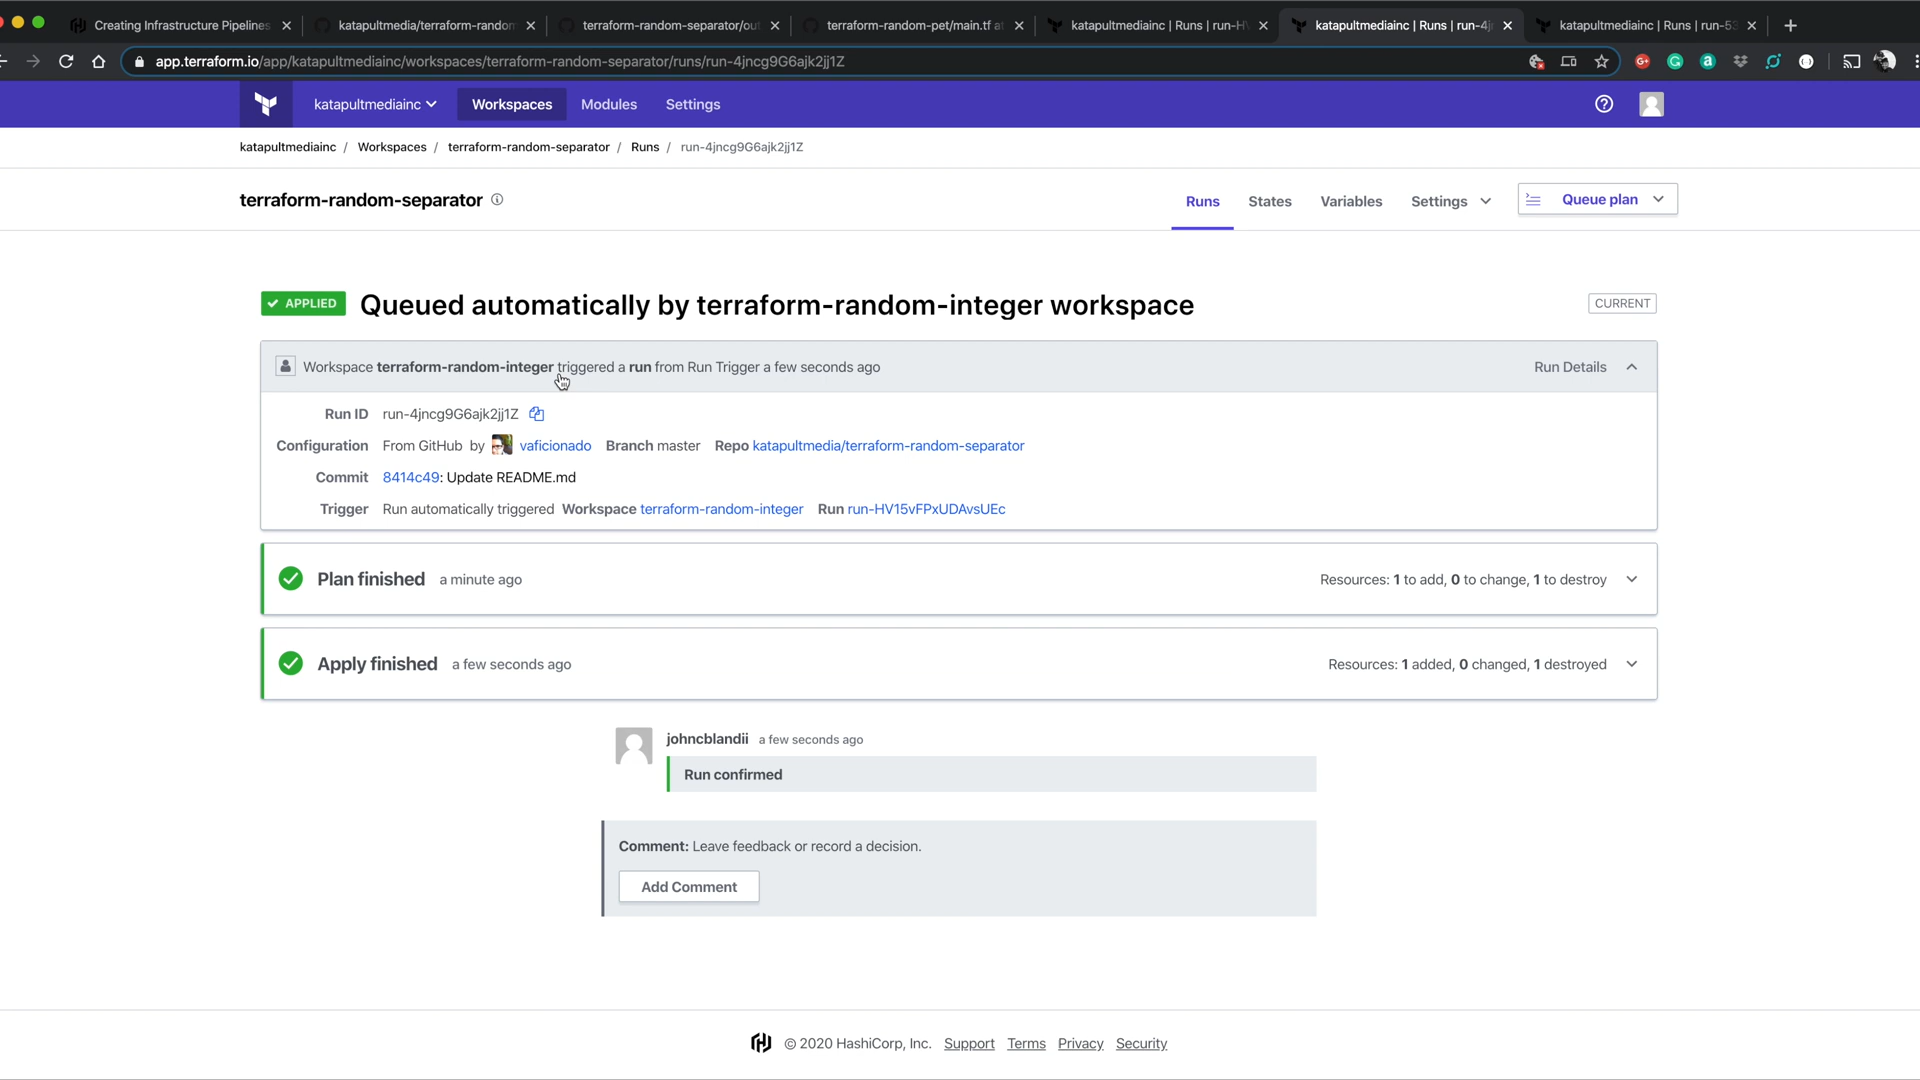 Creating Infrastructure Pipelines
katapultmedia/terraform-random
terraform-random-separator/ou
terraform-random-pet/main.tf a
katapultmediainc | Runs | run-H
katapultmediainc | Runs | run-4j
katapultmediainc | Runs | run-53
app.terraform.io/app/katapultmediainc/workspaces/terraform-random-separator/runs/run-4jncg9G6ajk2jj1Z
katapultmediainc Workspaces Modules Settings
katapultmediainc / Workspaces / terraform-random-separator / Runs / run-4jncg9G6ajk2jj1Z
terraform-random-separator
Runs States Variables Settings Queue plan
APPLIED Queued automatically by terraform-random-integer workspace CURRENT
Workspace terraform-random-integer triggered a run from Run Trigger a few seconds ago Run Details
Run ID run-4jncg9G6ajk2jj1Z
Configuration From GitHub by vaficionado Branch master Repo katapultmedia/terraform-random-separator
Commit 8414c49: Update README.md
Trigger Run automatically triggered Workspace terraform-random-integer Run run-HV15vFPxUDAvsUEc
Plan finished a minute ago Resources: 1 to add, 0 to change, 1 to destroy
Apply finished a few seconds ago Resources: 1 added, 0 changed, 1 destroyed
johncblandii a few seconds ago
Run confirmed
Comment: Leave feedback or record a decision.
Add Comment
© 2020 HashiCorp, Inc. Support Terms Privacy Security